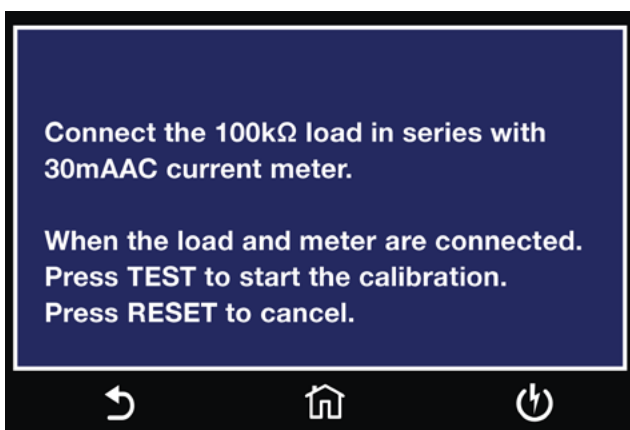 Connect the 100kΩ load in series with
30mAAC current meter.
When the load and meter are connected.
Press TEST to start the calibration.
Press RESET to cancel.